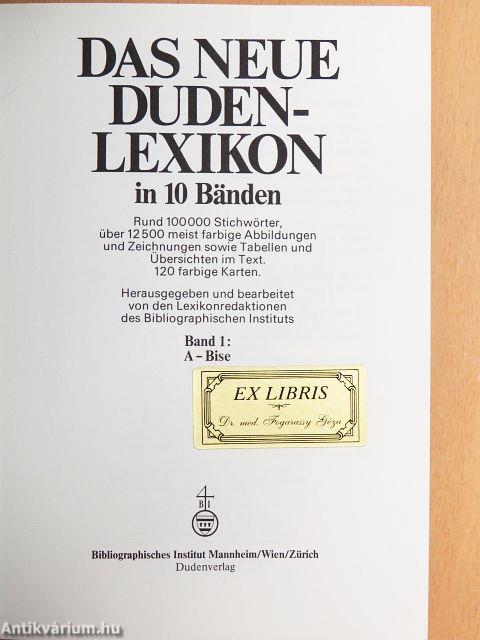 DAS NEUE
DUDEN-
LEXIKON
in 10 Bänden
Rund 100000 Stichwörter,
über 12500 meist farbige Abbildungen
und Zeichnungen sowie Tabellen und
Übersichten im Text.
120 farbige Karten.
Herausgegeben und bearbeitet
von den Lexikonredaktionen
des Bibliographischen Instituts
Band 1:
A – Bise
EX LIBRIS
Dr. med. Fogarassy Géza
B I
Bibliographisches Institut Mannheim/Wien/Zürich
Dudenverlag
Antikvárium.hu